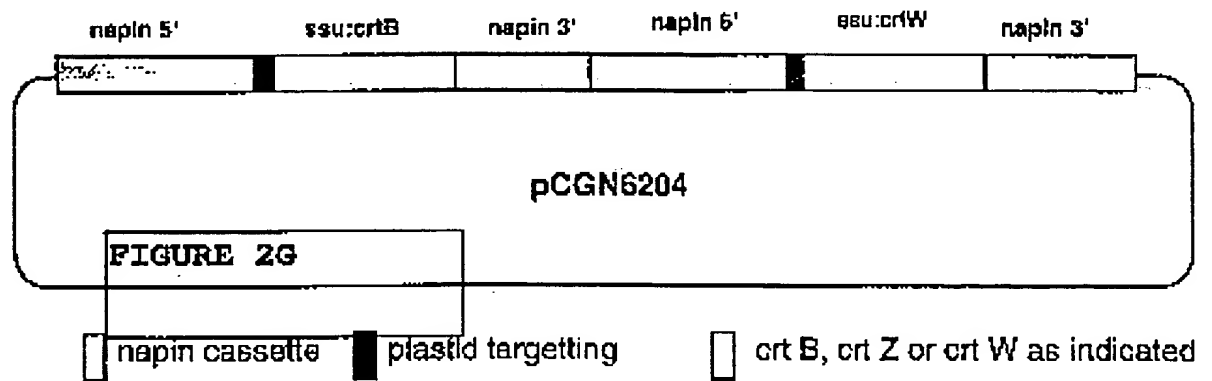 napin 5' ssu:crtB napin 3' napin 5' ssu:crtW napin 3'
pCGN6204
FIGURE 2G
napin cassette plastid targetting crt B, crt Z or crt W as indicated